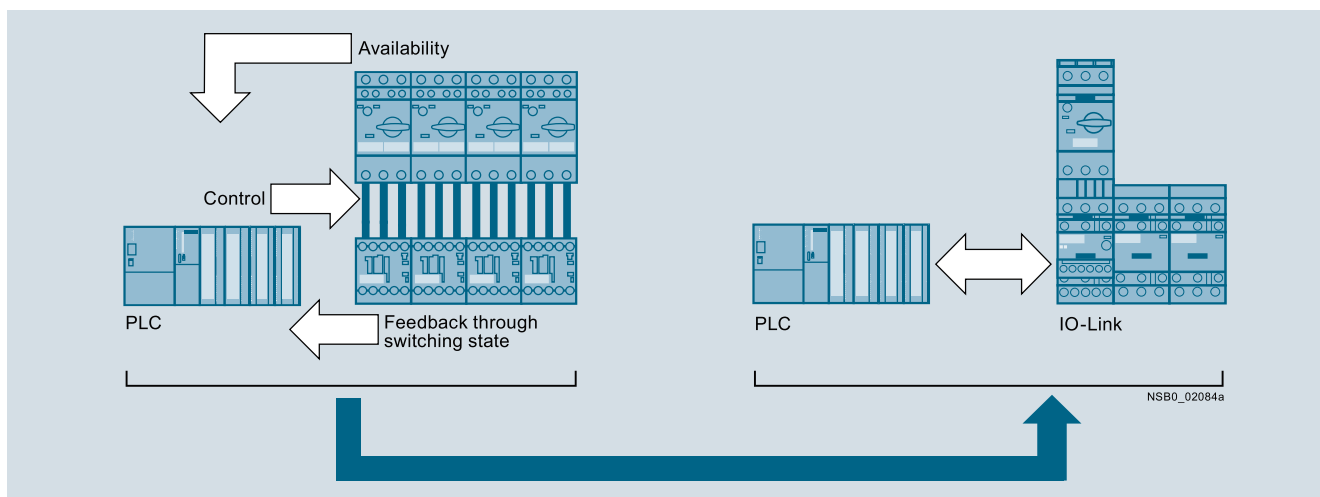 Availability
Control
PLC
Feedback through
switching state
PLC
IO-Link
NSB0_02084a